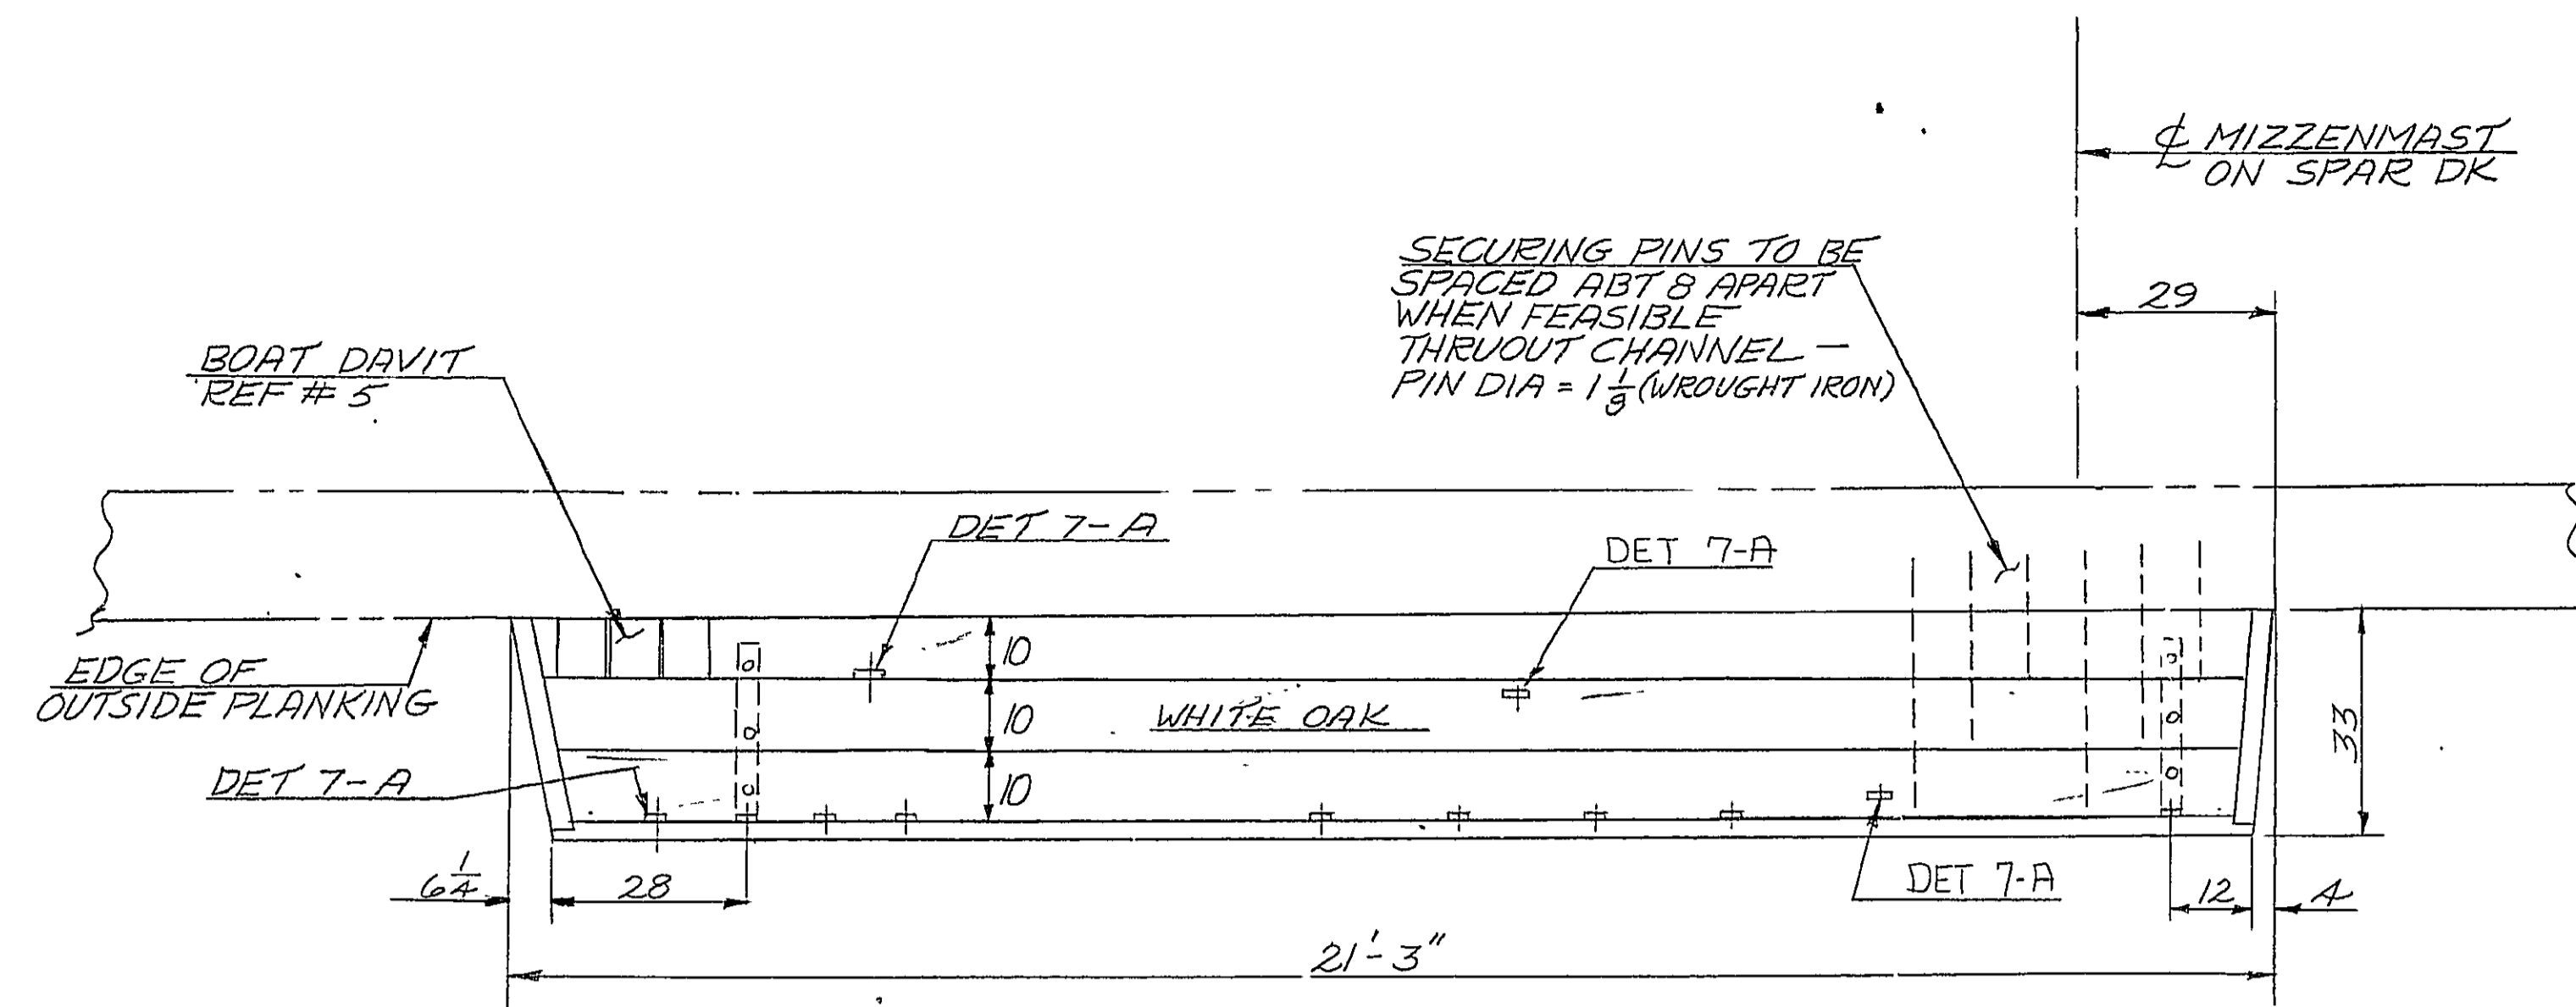 ℄ MIZZENMAST
ON SPAR DK
SECURING PINS TO BE
SPACED ABT 8 APART
WHEN FEASIBLE
THRUOUT CHANNEL —
PIN DIA = 1 1/8 (WROUGHT IRON)
29
BOAT DAVIT
REF # 5
DET 7-A
DET 7-A
EDGE OF
OUTSIDE PLANKING
10
10
WHITE OAK
33
DET 7-A
10
6 1/4
28
DET 7-A
12
4
21'-3"